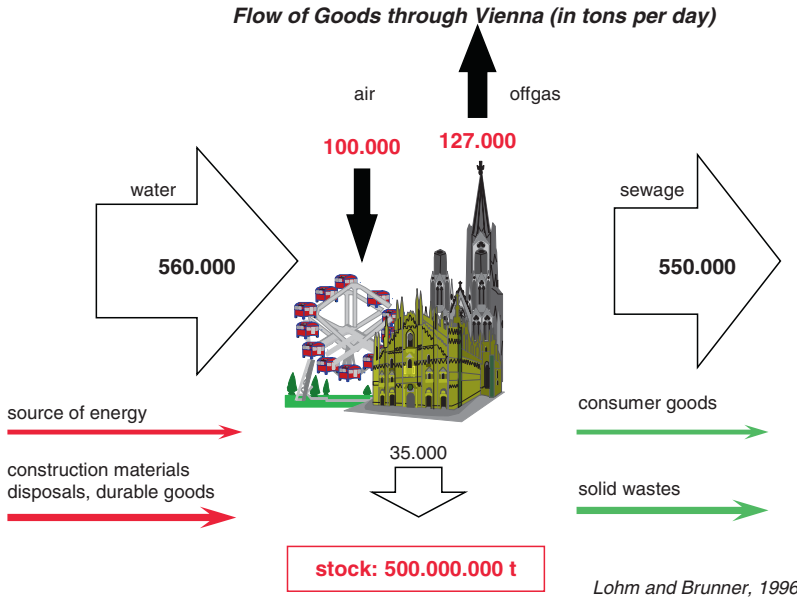 Flow of Goods through Vienna (in tons per day)
air
offgas
100.000
127.000
water
560.000
sewage
550.000
source of energy
construction materials
disposals, durable goods
consumer goods
solid wastes
35.000
stock: 500.000.000 t
Lohm and Brunner, 1996